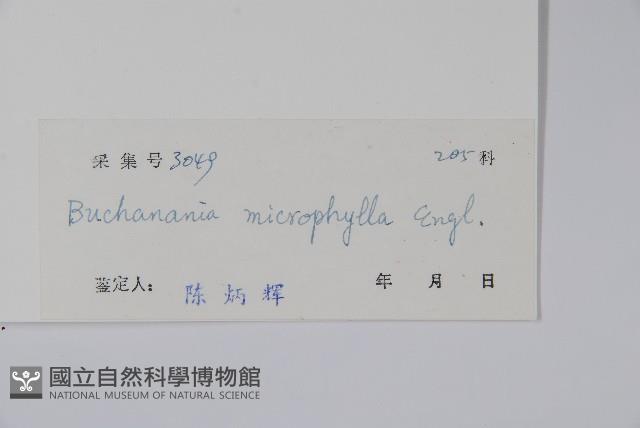 采集号 3049 205 科
Buchanania microphylla Engl.
鉴定人: 陈炳辉 年 月 日
國立自然科學博物館
NATIONAL MUSEUM OF NATURAL SCIENCE